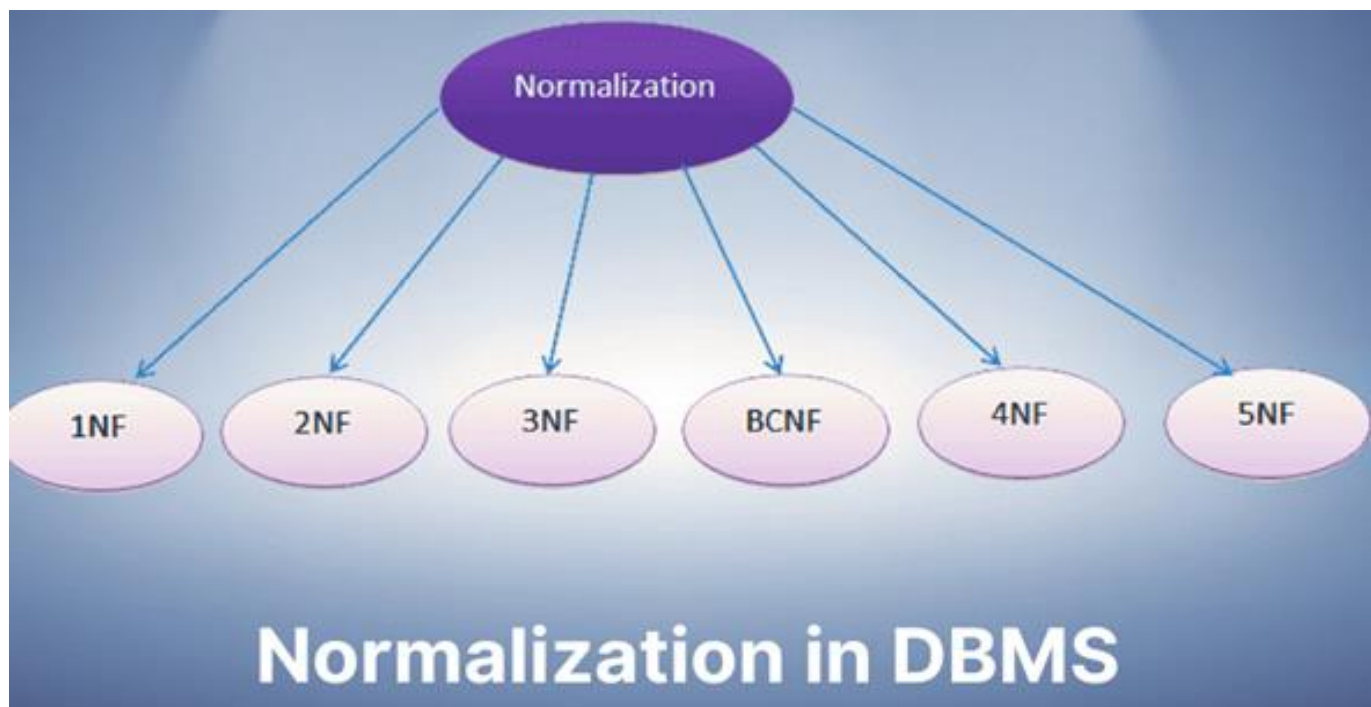 Normalization
1NF
2NF
3NF
BCNF
4NF
5NF
Normalization in DBMS